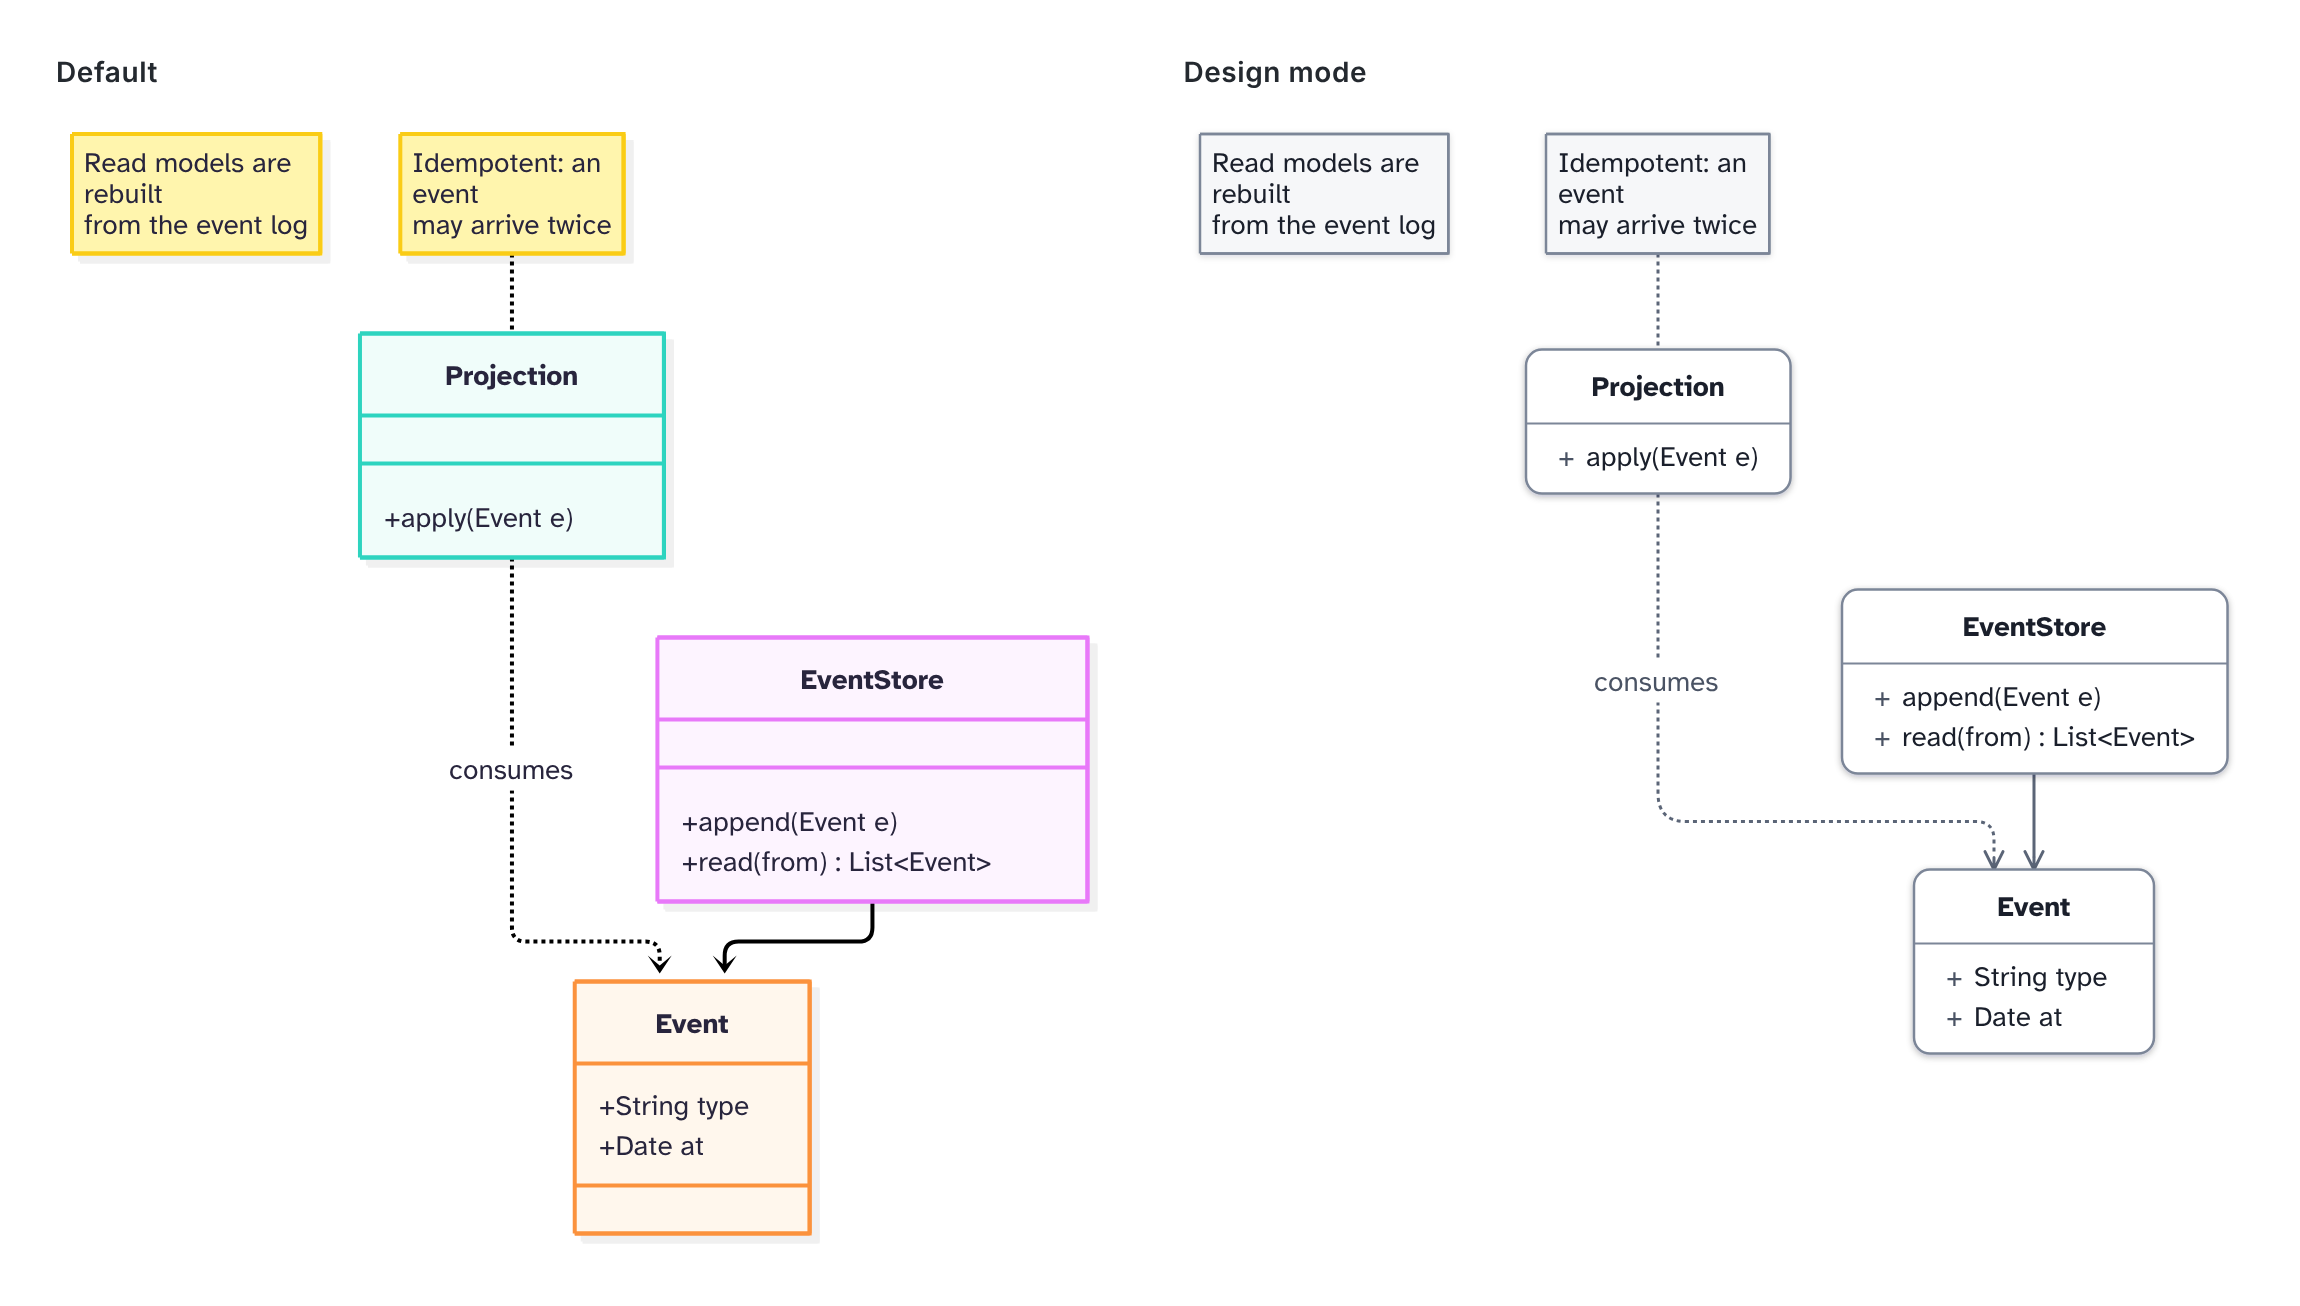 Default
Read models are
rebuilt
from the event log
Idempotent: an
event
may arrive twice
Projection
+apply(Event e)
consumes
EventStore
+append(Event e)
+read(from) : List<Event>
Event
+String type
+Date at
Design mode
Read models are
rebuilt
from the event log
Idempotent: an
event
may arrive twice
Projection
+ apply(Event e)
consumes
EventStore
+ append(Event e)
+ read(from) : List<Event>
Event
+ String type
+ Date at